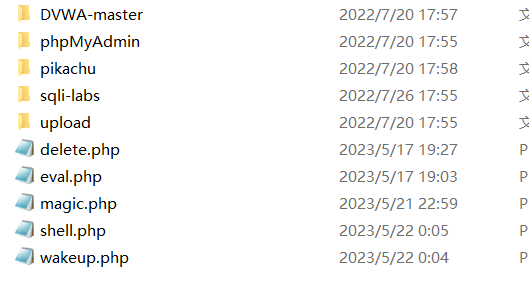 DVWA-master 2022/7/20 17:57 文
phpMyAdmin 2022/7/20 17:55 文
pikachu 2022/7/20 17:58 文
sqli-labs 2022/7/26 17:55 文
upload 2022/7/20 17:55 文
delete.php 2023/5/17 19:27 P
eval.php 2023/5/17 19:03 P
magic.php 2023/5/21 22:59 P
shell.php 2023/5/22 0:05 P
wakeup.php 2023/5/22 0:04 P